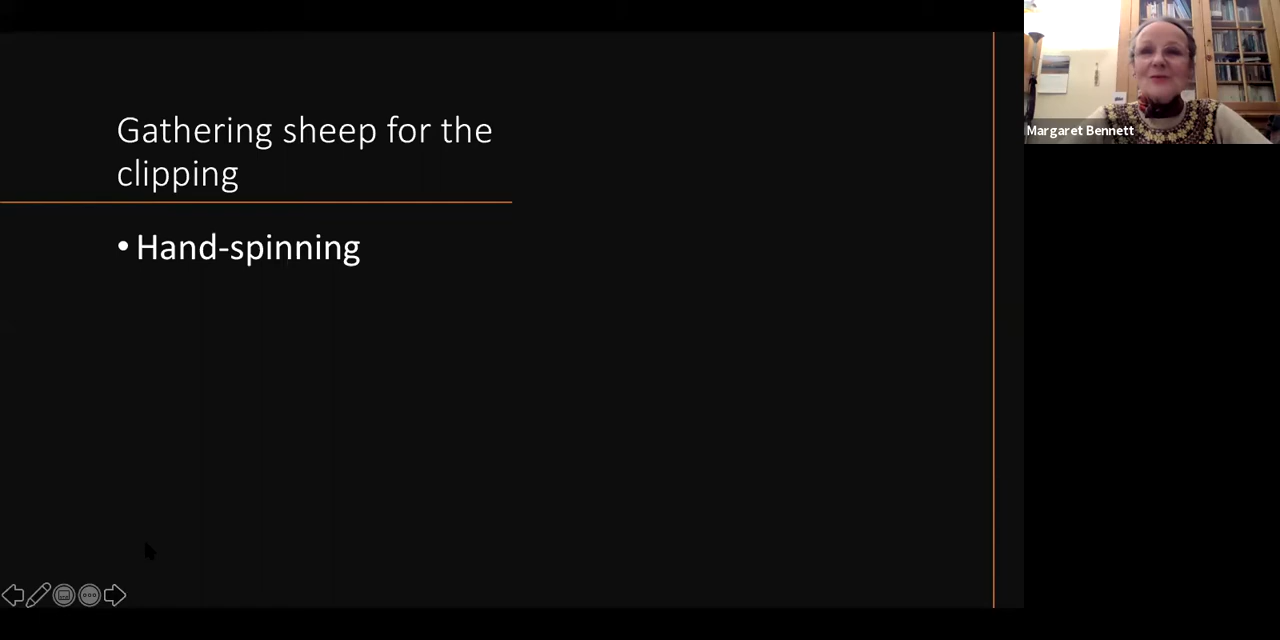 Gathering sheep for the
clipping
• Hand-spinning
Margaret Bennett